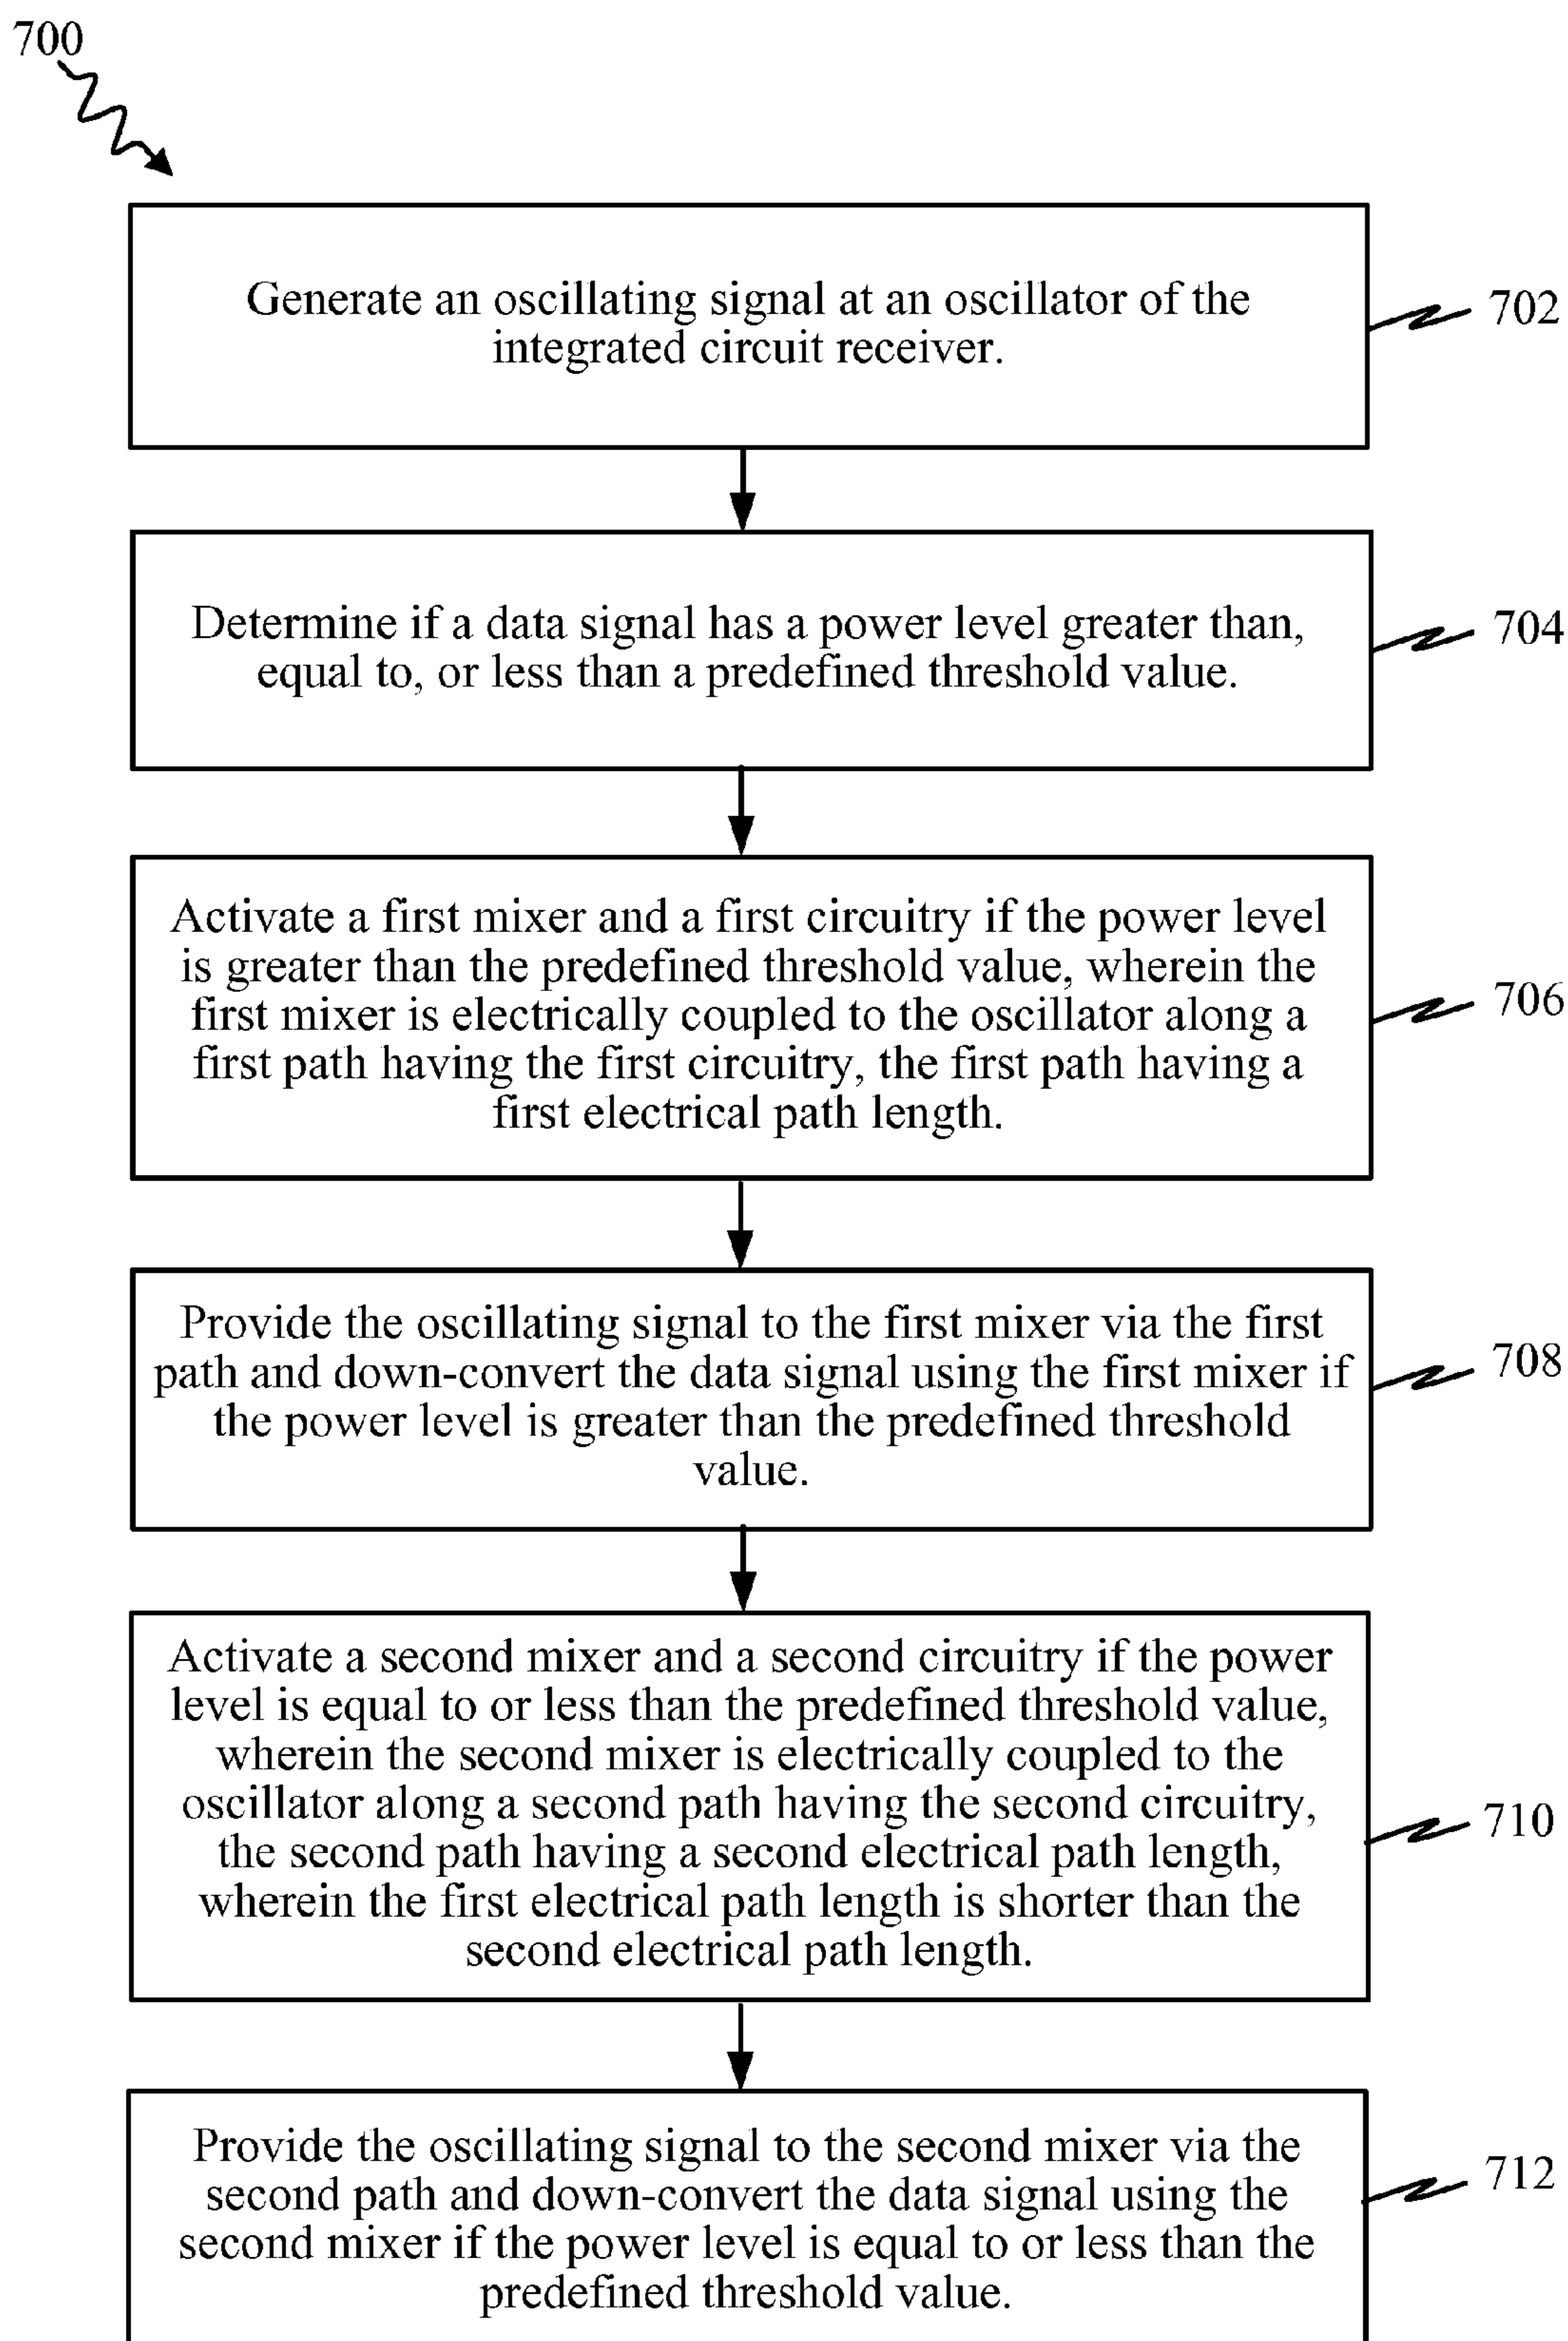 700
Generate an oscillating signal at an oscillator of the
integrated circuit receiver.
702
Determine if a data signal has a power level greater than,
equal to, or less than a predefined threshold value.
704
Activate a first mixer and a first circuitry if the power level
is greater than the predefined threshold value, wherein the
first mixer is electrically coupled to the oscillator along a
first path having the first circuitry, the first path having a
first electrical path length.
706
Provide the oscillating signal to the first mixer via the first
path and down-convert the data signal using the first mixer if
the power level is greater than the predefined threshold
value.
708
Activate a second mixer and a second circuitry if the power
level is equal to or less than the predefined threshold value,
wherein the second mixer is electrically coupled to the
oscillator along a second path having the second circuitry,
the second path having a second electrical path length,
wherein the first electrical path length is shorter than the
second electrical path length.
710
Provide the oscillating signal to the second mixer via the
second path and down-convert the data signal using the
second mixer if the power level is equal to or less than the
predefined threshold value.
712